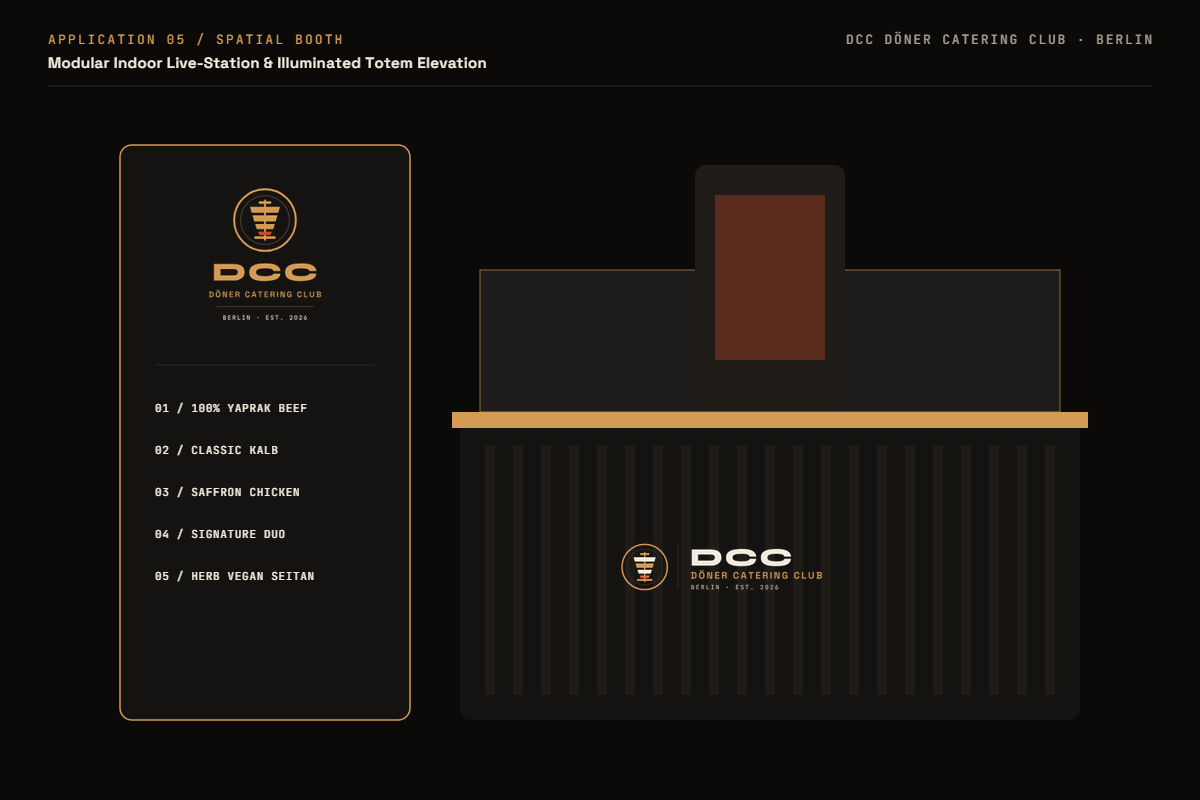 APPLICATION 05 / SPATIAL BOOTH
DCC DÖNER CATERING CLUB · BERLIN
Modular Indoor Live-Station & Illuminated Totem Elevation
DCC
DÖNER CATERING CLUB
BERLIN · EST. 2026
01 / 100% YAPRAK BEEF
02 / CLASSIC KALB
03 / SAFFRON CHICKEN
04 / SIGNATURE DUO
05 / HERB VEGAN SEITAN
DCC
DÖNER CATERING CLUB
BERLIN · EST. 2026